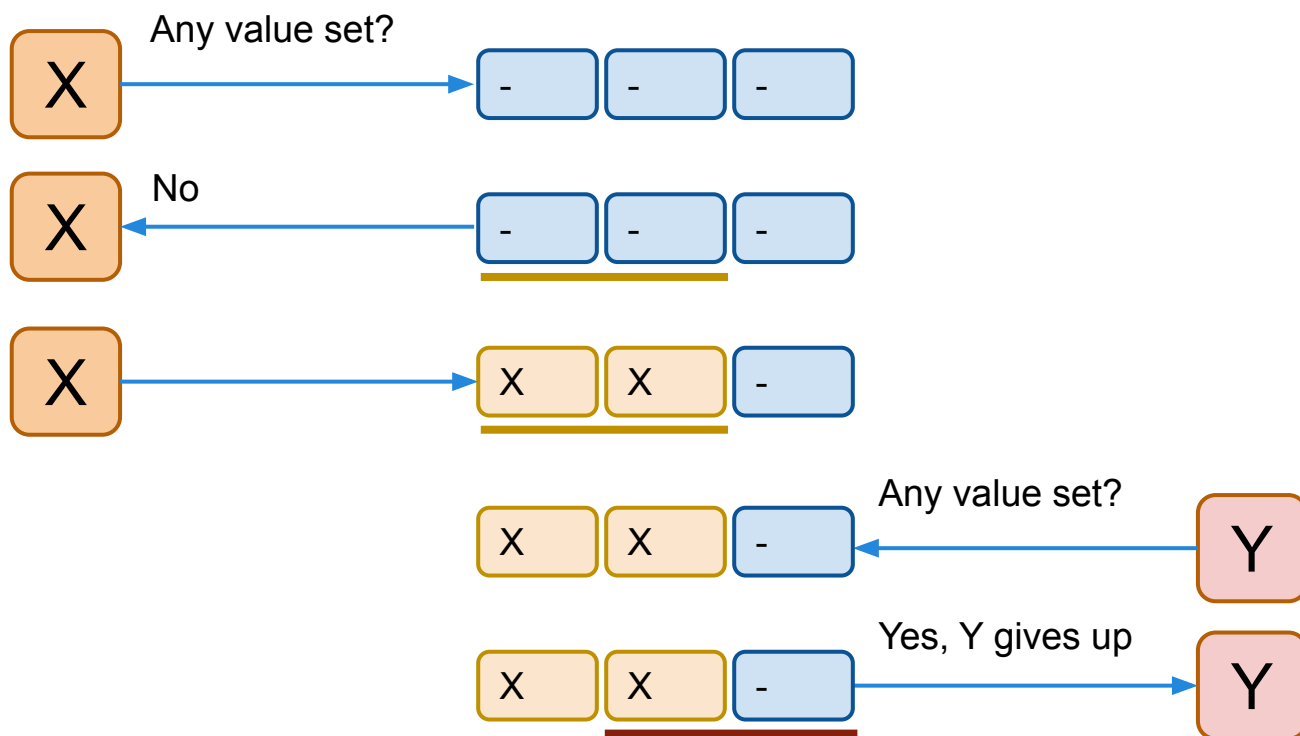 Any value set?
X - - -
No
X - - -
X X X -
Any value set?
X X - Y
Yes, Y gives up
X X - Y